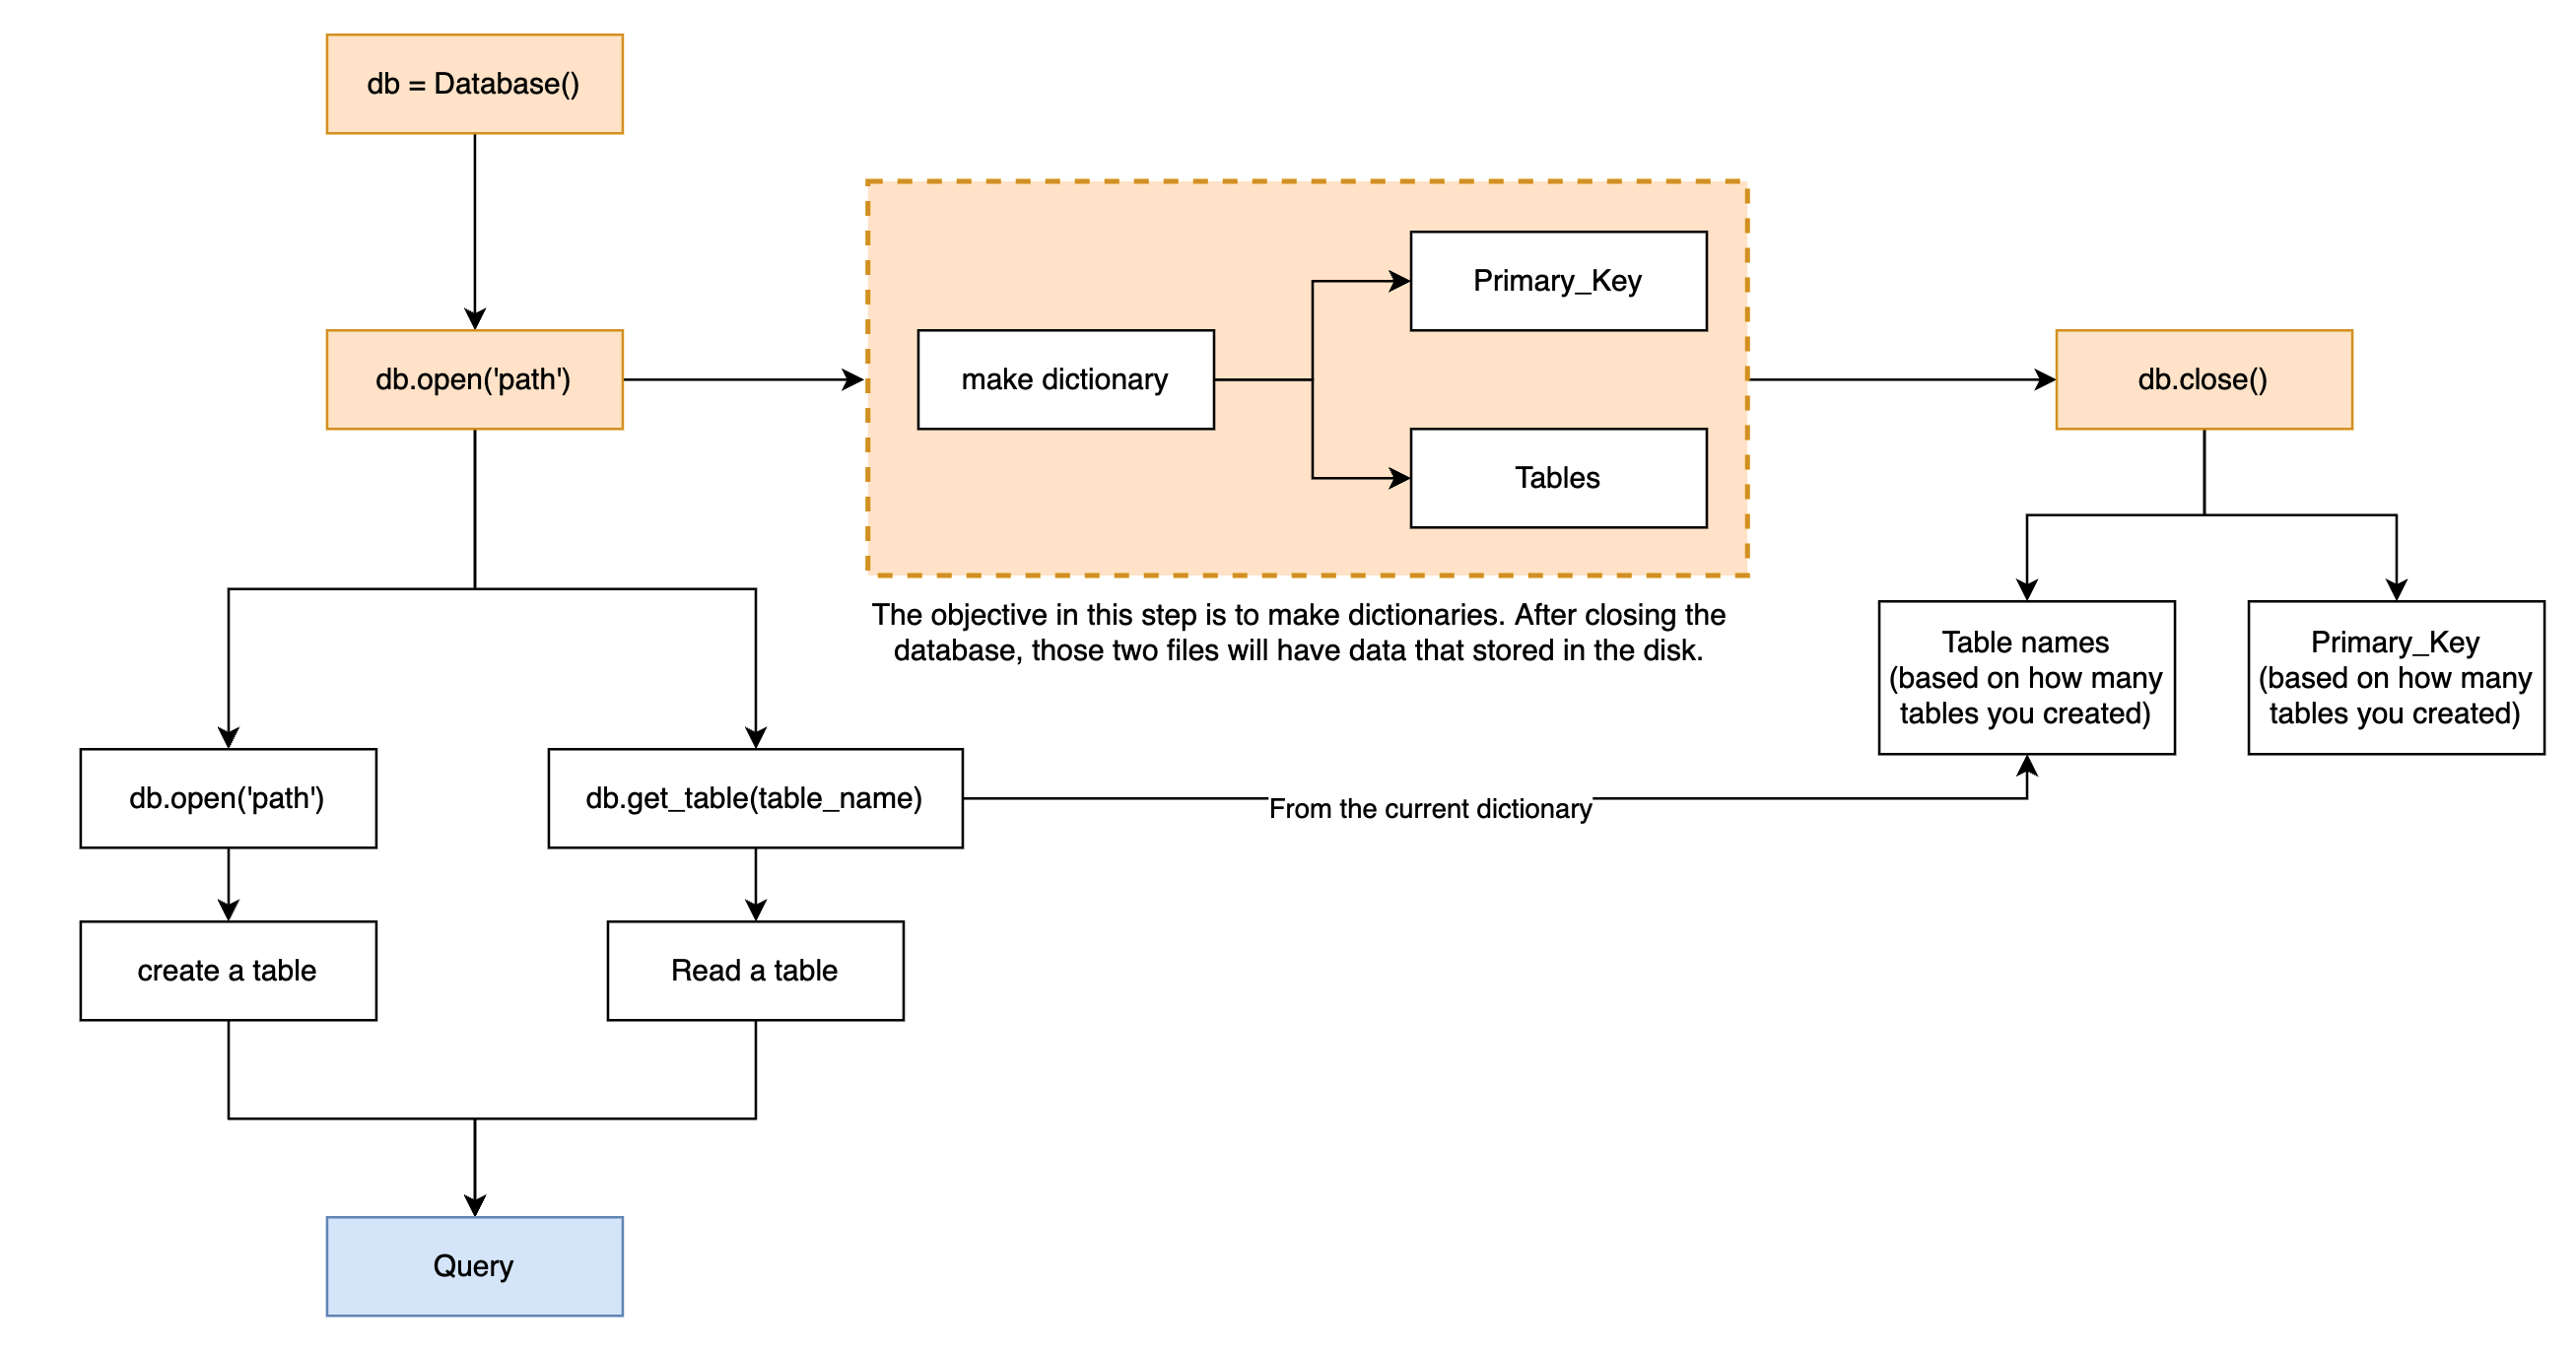 db = Database()
db.open('path')
make dictionary
Primary_Key
Tables
db.close()
The objective in this step is to make dictionaries. After closing the
database, those two files will have data that stored in the disk.
Table names
(based on how many
tables you created)
Primary_Key
(based on how many
tables you created)
db.open('path')
db.get_table(table_name)
From the current dictionary
create a table
Read a table
Query